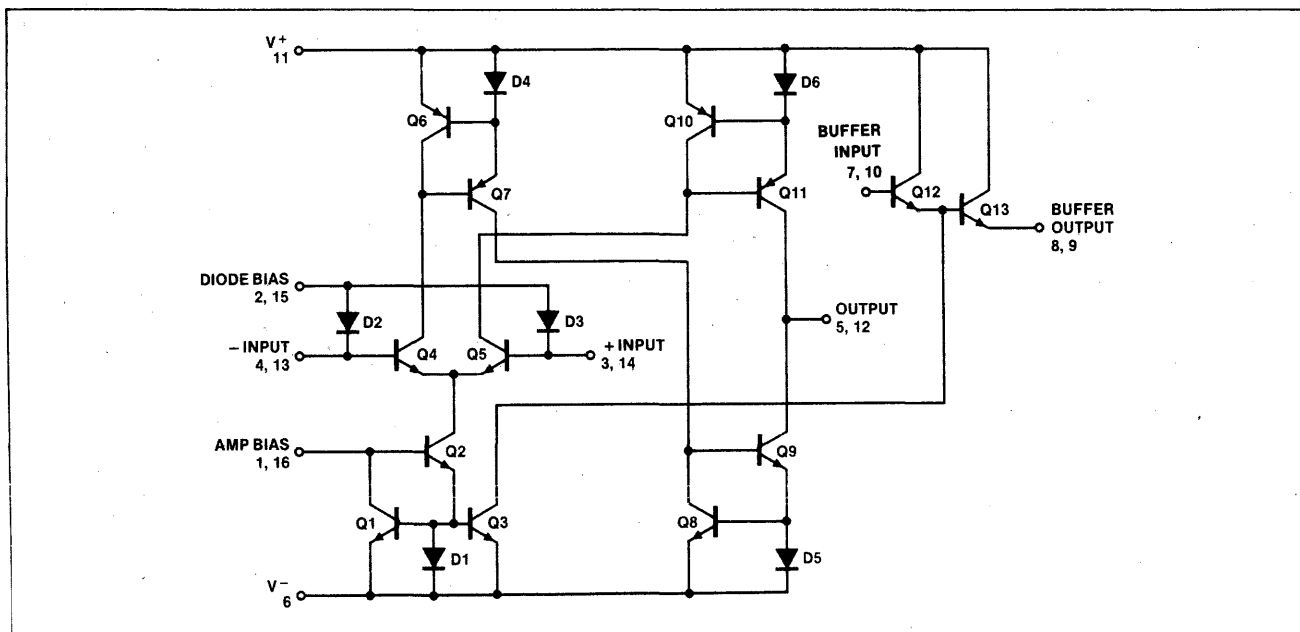 V+
11
D4
D6
Q6
Q10
BUFFER
INPUT
7, 10
Q7
Q11
Q12
Q13
BUFFER
OUTPUT
8, 9
DIODE BIAS
2, 15
D2
D3
OUTPUT
5, 12
– INPUT
4, 13
Q4
Q5
+ INPUT
3, 14
AMP BIAS
1, 16
Q2
Q9
Q1
Q3
Q8
D1
D5
V–
6